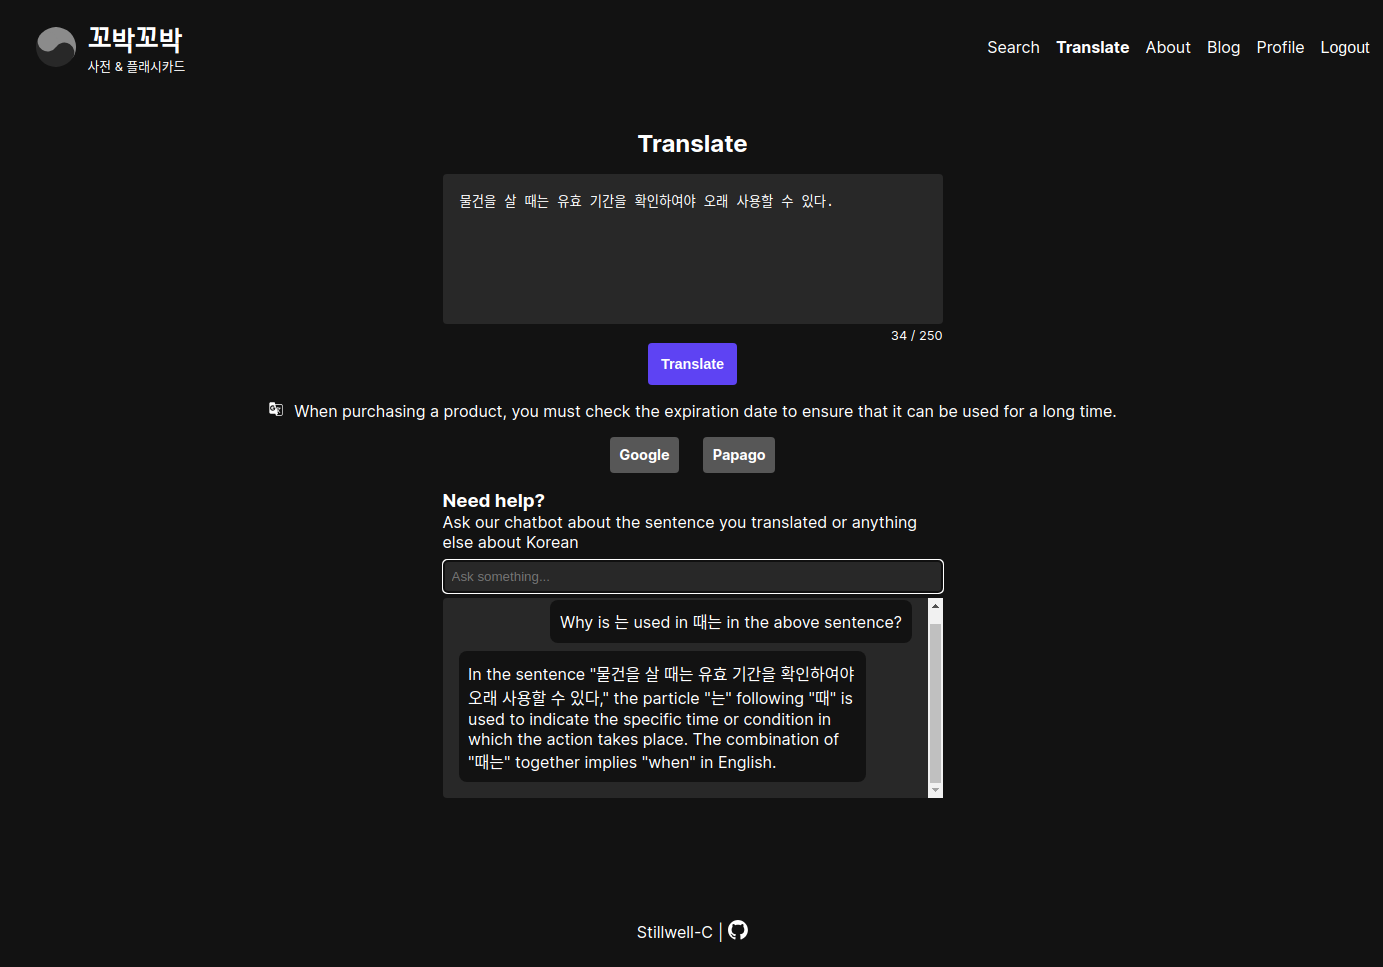 꼬박꼬박
사전 & 플래시카드
Search Translate About Blog Profile Logout
Translate
물건을 살 때는 유효 기간을 확인하여야 오래 사용할 수 있다.
34 / 250
Translate
When purchasing a product, you must check the expiration date to ensure that it can be used for a long time.
Google Papago
Need help?
Ask our chatbot about the sentence you translated or anything
else about Korean
Ask something...
Why is 는 used in 때는 in the above sentence?
In the sentence "물건을 살 때는 유효 기간을 확인하여야
오래 사용할 수 있다," the particle "는" following "때" is
used to indicate the specific time or condition in
which the action takes place. The combination of
"때는" together implies "when" in English.
Stillwell-C |